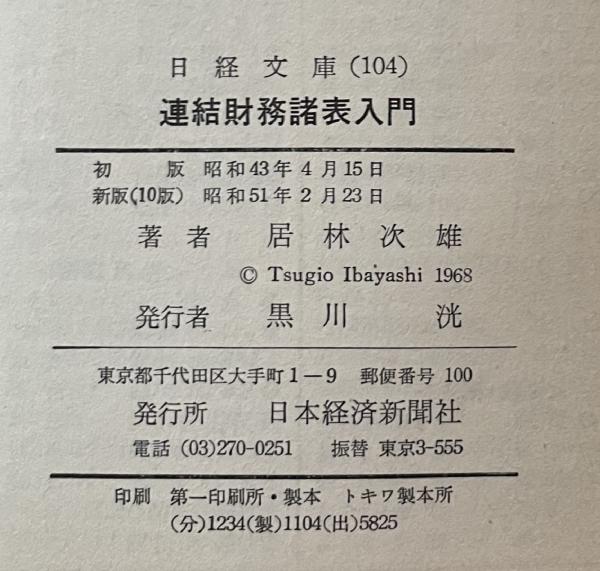 日経文庫(104)
連結財務諸表入門
初版 昭和43年4月15日
新版(10版) 昭和51年2月23日
著者 居林次雄
© Tsugio Ibayashi 1968
発行者 黒川洸
東京都千代田区大手町1-9 郵便番号 100
発行所 日本経済新聞社
電話 (03)270-0251 振替 東京3-555
印刷 第一印刷所・製本 トキワ製本所
(分)1234(製)1104(出)5825